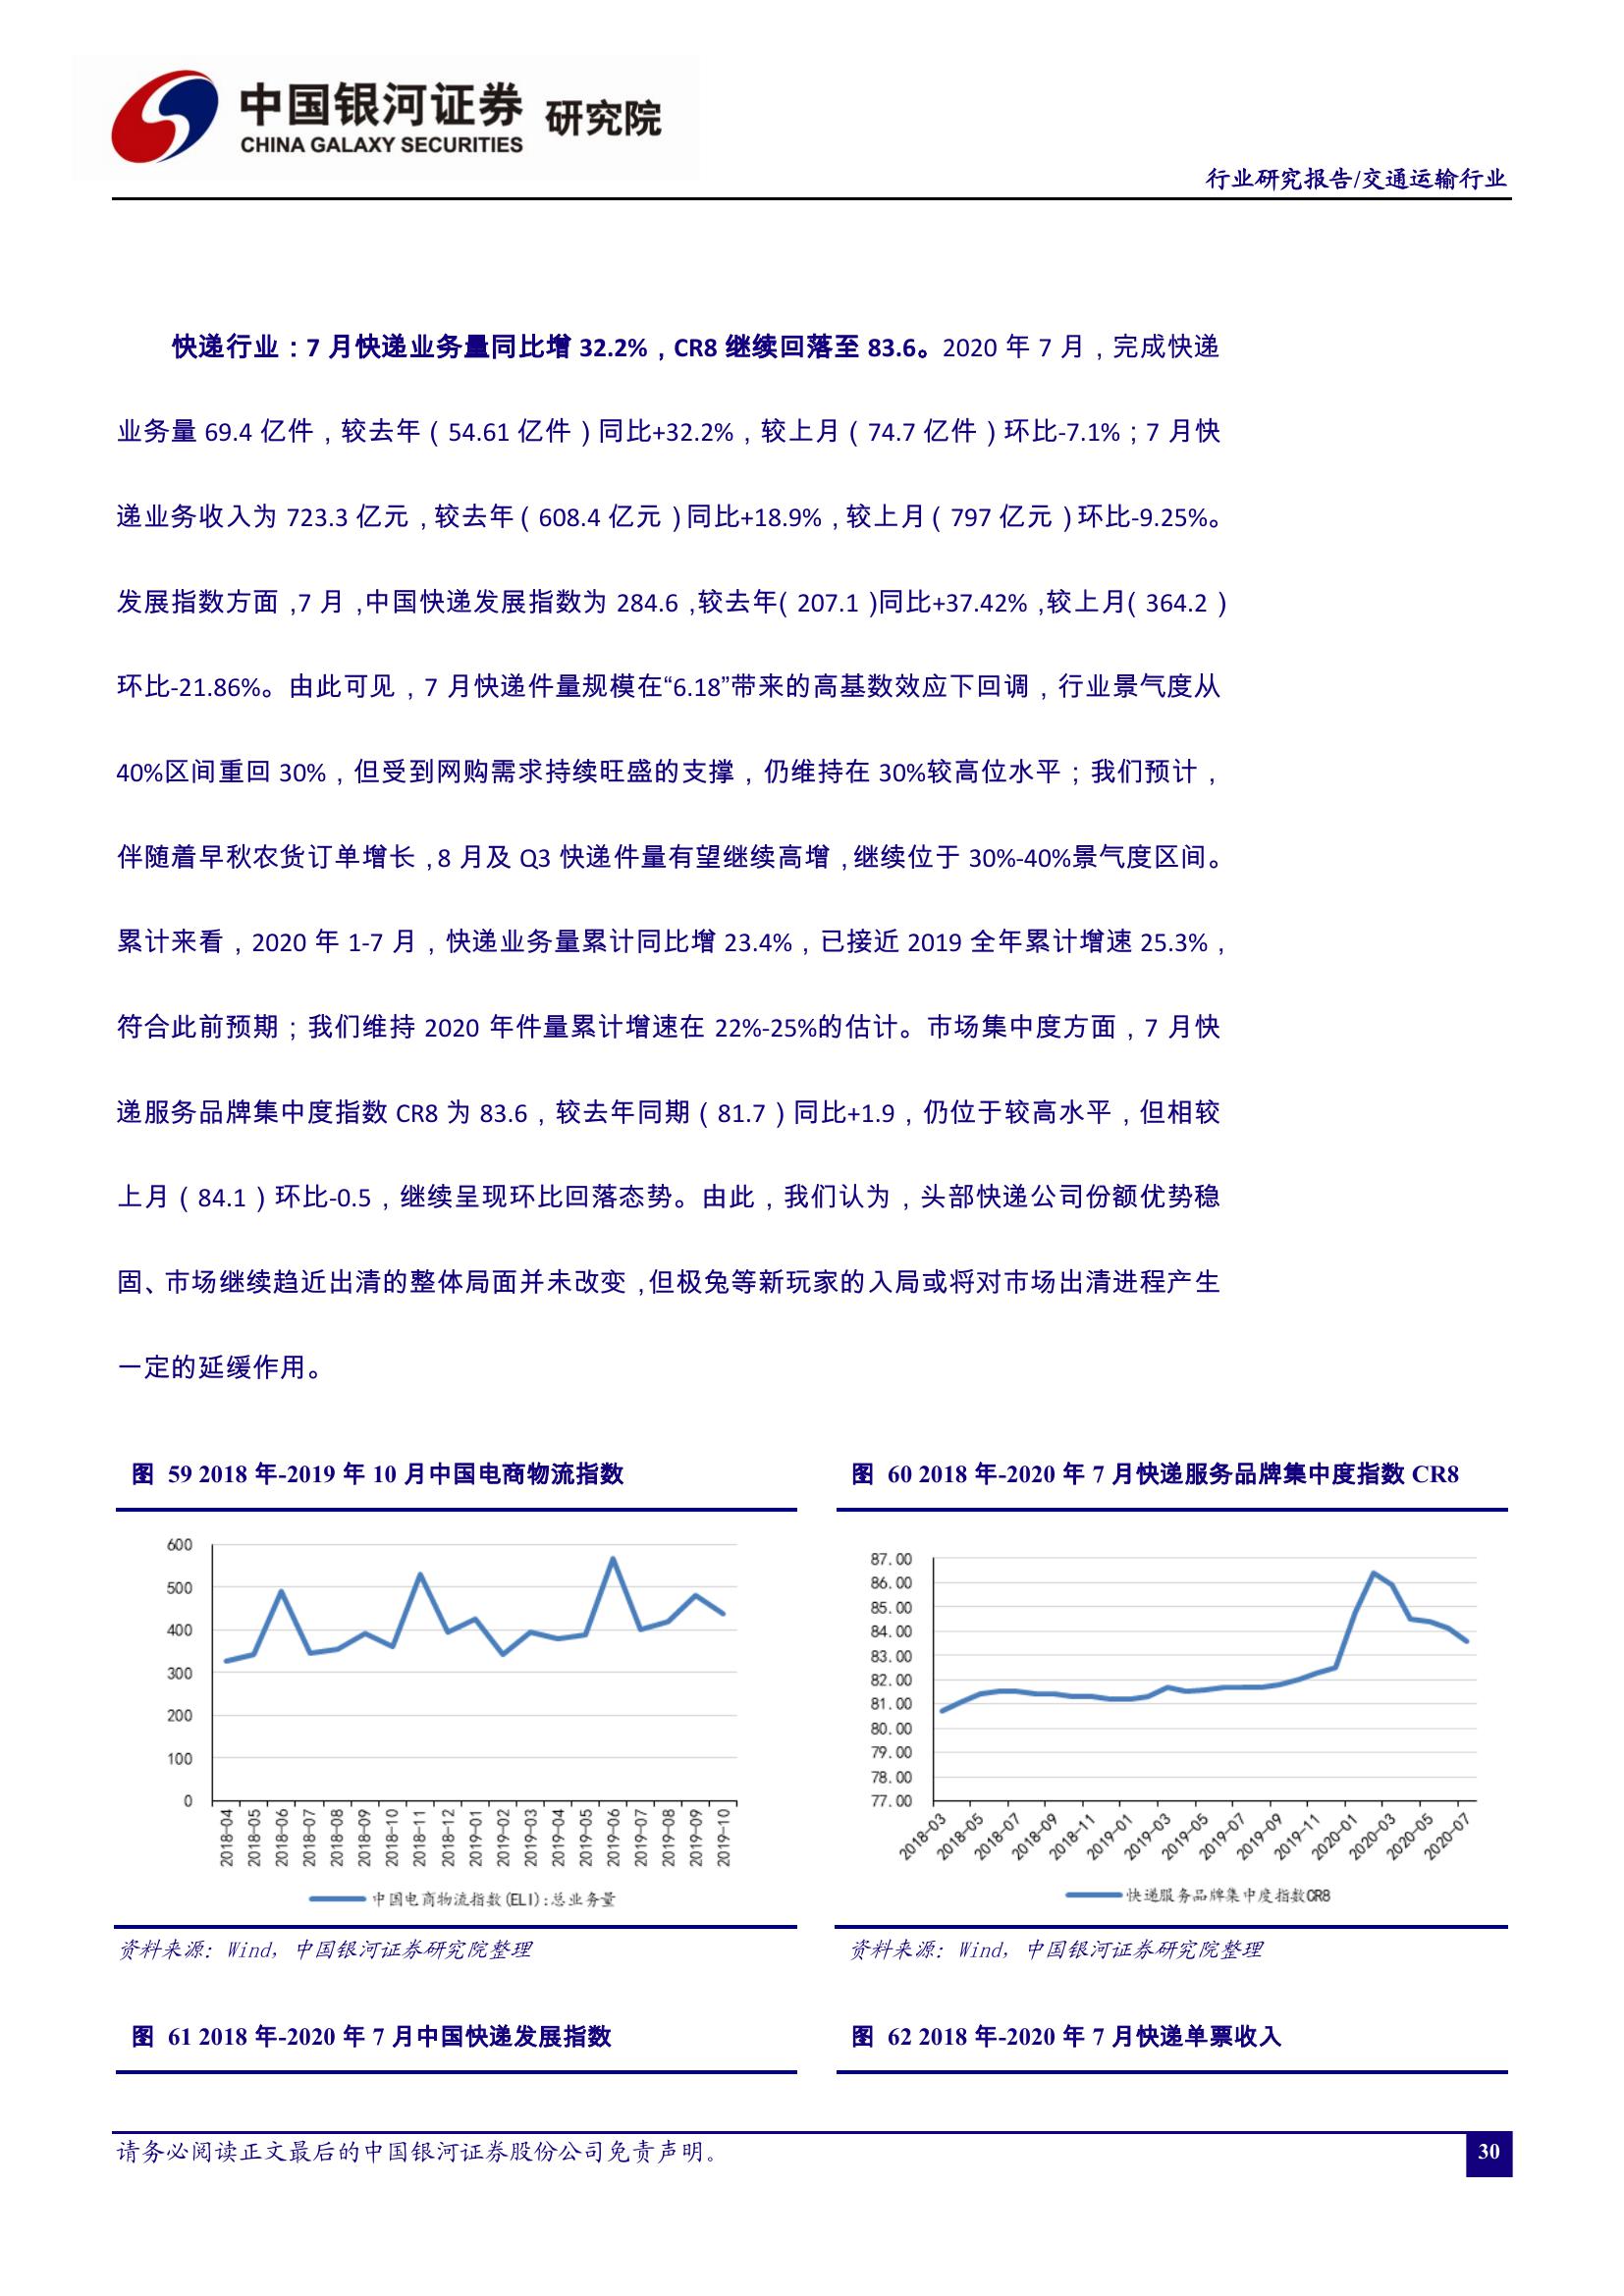 中国银河证券 研究院
CHINA GALAXY SECURITIES
行业研究报告/交通运输行业
快递行业：7 月快递业务量同比增 32.2%，CR8 继续回落至 83.6。2020 年 7 月，完成快递
业务量 69.4 亿件，较去年（54.61 亿件）同比+32.2%，较上月（74.7 亿件）环比-7.1%；7 月快
递业务收入为 723.3 亿元，较去年（608.4 亿元）同比+18.9%，较上月（797 亿元）环比-9.25%。
发展指数方面，7 月，中国快递发展指数为 284.6，较去年（207.1）同比+37.42%，较上月（364.2）
环比-21.86%。由此可见，7 月快递件量规模在“6.18”带来的高基数效应下回调，行业景气度从
40%区间重回 30%，但受到网购需求持续旺盛的支撑，仍维持在 30%较高位水平；我们预计，
伴随着早秋农货订单增长，8 月及 Q3 快递件量有望继续高增，继续位于 30%-40%景气度区间。
累计来看，2020 年 1-7 月，快递业务量累计同比增 23.4%，已接近 2019 全年累计增速 25.3%，
符合此前预期；我们维持 2020 年件量累计增速在 22%-25%的估计。市场集中度方面，7 月快
递服务品牌集中度指数 CR8 为 83.6，较去年同期（81.7）同比+1.9，仍位于较高水平，但相较
上月（84.1）环比-0.5，继续呈现环比回落态势。由此，我们认为，头部快递公司份额优势稳
固、市场继续趋近出清的整体局面并未改变，但极兔等新玩家的入局或将对市场出清进程产生
一定的延缓作用。
图 59 2018 年-2019 年 10 月中国电商物流指数
600
500
400
300
200
100
0
2018-04
2018-05
2018-06
2018-07
2018-08
2018-09
2018-10
2018-11
2018-12
2019-01
2019-02
2019-03
2019-04
2019-05
2019-06
2019-07
2019-08
2019-09
2019-10
中国电商物流指数(ELI):总业务量
资料来源：Wind，中国银河证券研究院整理
图 60 2018 年-2020 年 7 月快递服务品牌集中度指数 CR8
87.00
86.00
85.00
84.00
83.00
82.00
81.00
80.00
79.00
78.00
77.00
2018-03
2018-05
2018-07
2018-09
2018-11
2019-01
2019-03
2019-05
2019-07
2019-09
2019-11
2020-01
2020-03
2020-05
2020-07
快递服务品牌集中度指数CR8
资料来源：Wind，中国银河证券研究院整理
图 61 2018 年-2020 年 7 月中国快递发展指数
图 62 2018 年-2020 年 7 月快递单票收入
请务必阅读正文最后的中国银河证券股份公司免责声明。
30